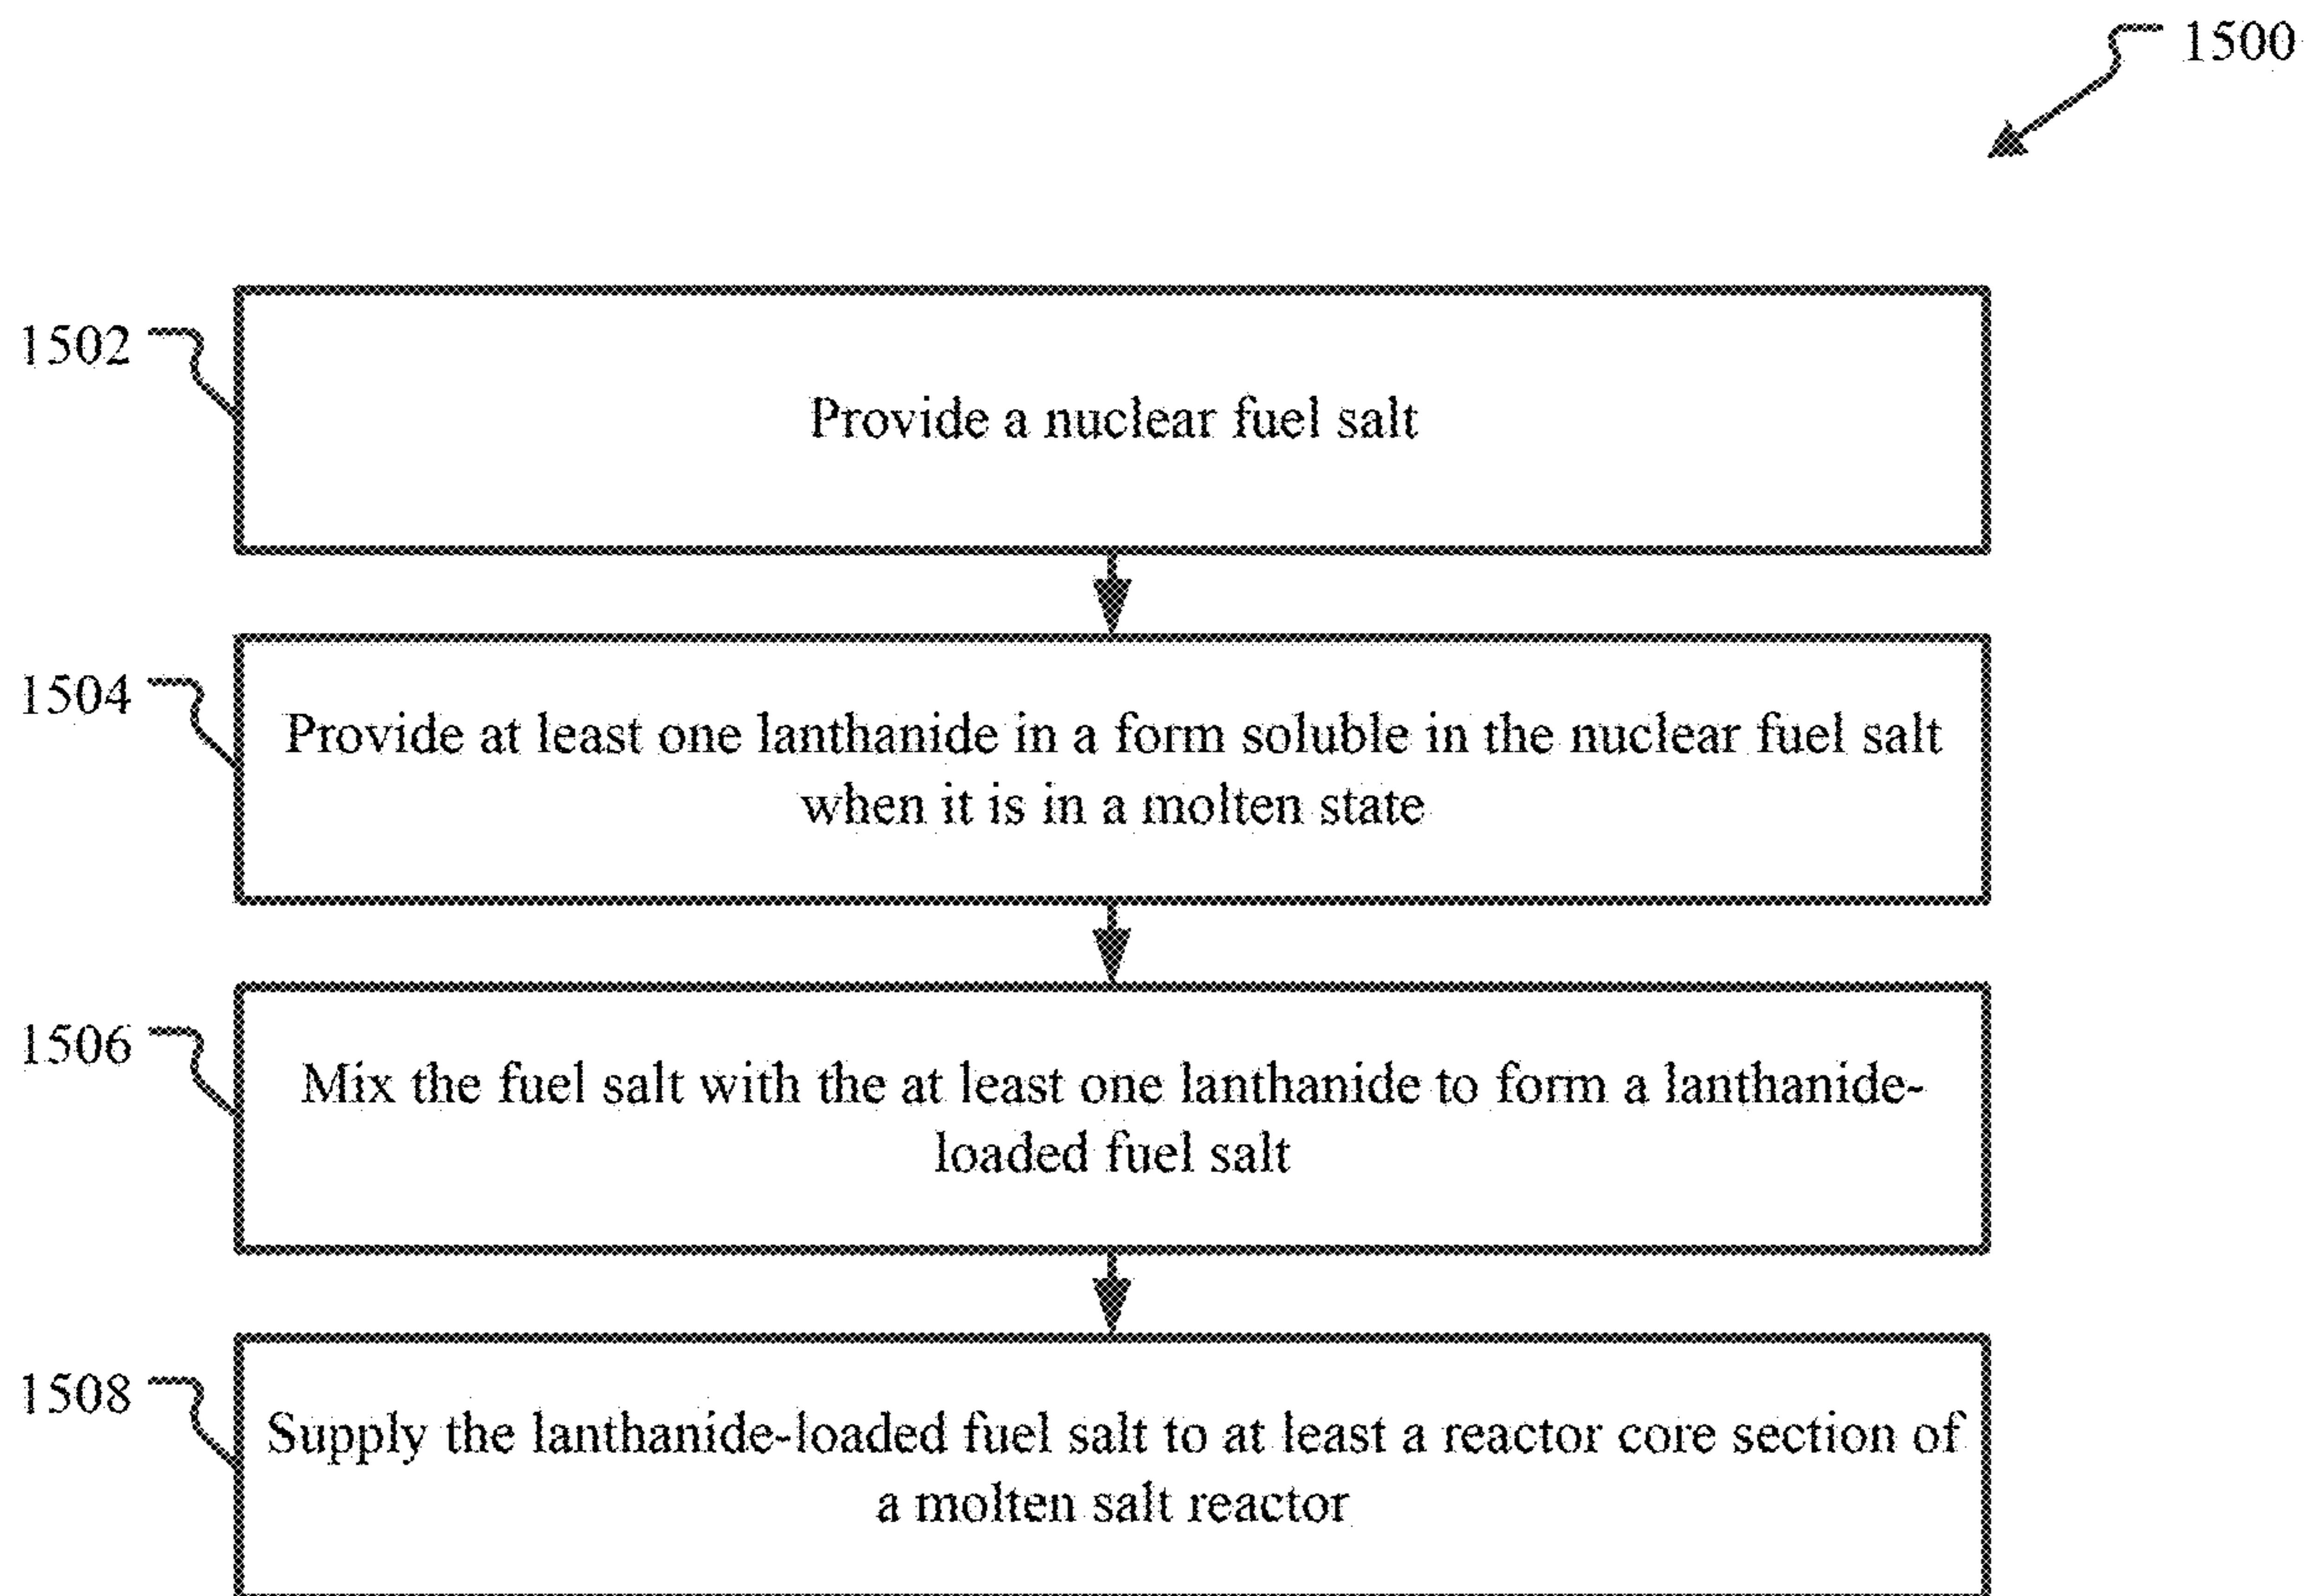 1500
1502
Provide a nuclear fuel salt
1504
Provide at least one lanthanide in a form soluble in the nuclear fuel salt
when it is in a molten state
1506
Mix the fuel salt with the at least one lanthanide to form a lanthanide-
loaded fuel salt
1508
Supply the lanthanide-loaded fuel salt to at least a reactor core section of
a molten salt reactor